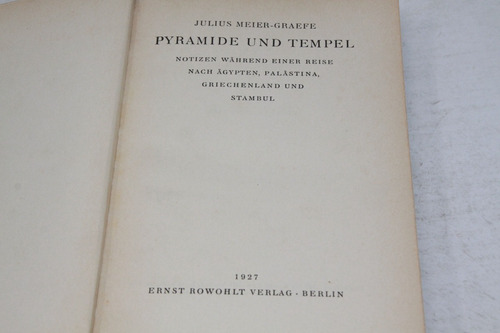 JULIUS MEIER-GRAEFE
PYRAMIDE UND TEMPEL
NOTIZEN WÄHREND EINER REISE
NACH ÄGYPTEN, PALÄSTINA,
GRIECHENLAND UND
STAMBUL
1927
ERNST ROWOHLT VERLAG · BERLIN